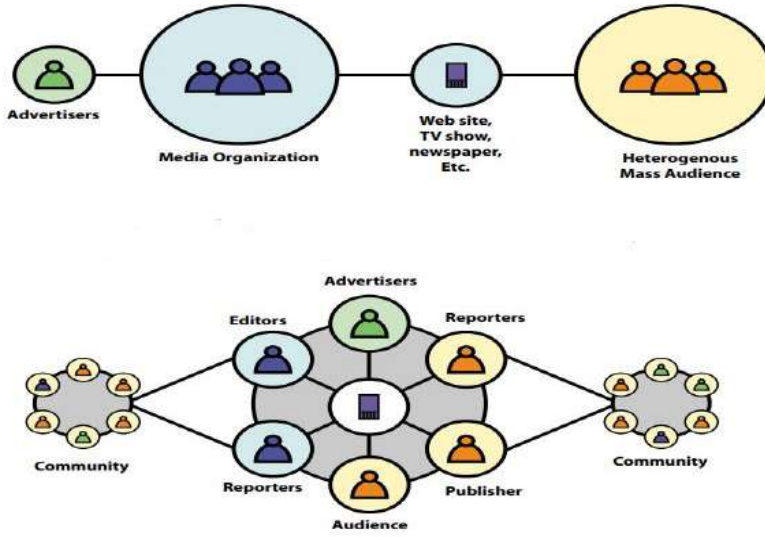 Advertisers
Media Organization
Web site,
TV show,
newspaper,
Etc.
Heterogenous
Mass Audience
Advertisers
Editors
Reporters
Community
Community
Reporters
Publisher
Audience